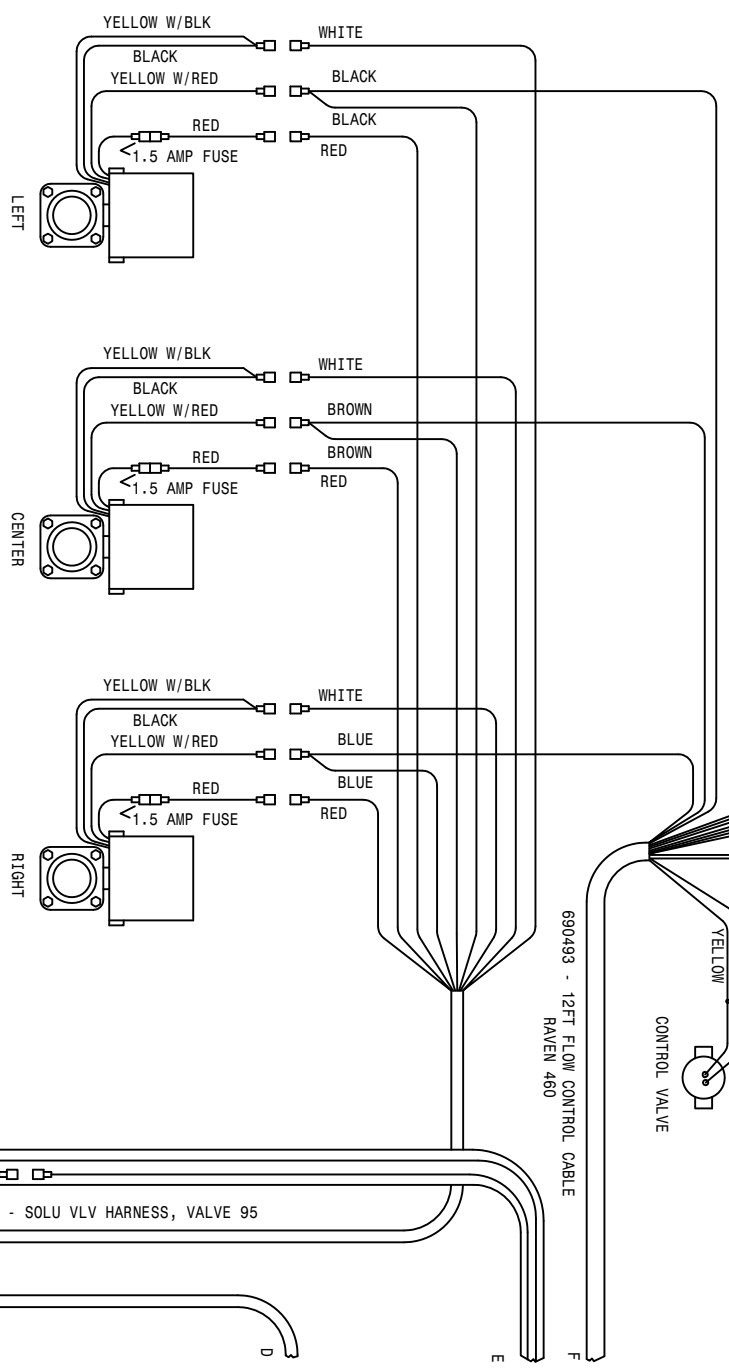 YELLOW W/BLK
WHITE
BLACK
YELLOW W/RED
BLACK
BLACK
RED
RED
<1.5 AMP FUSE
LEFT
YELLOW W/BLK
WHITE
BLACK
YELLOW W/RED
BROWN
BROWN
RED
RED
<1.5 AMP FUSE
CENTER
YELLOW W/BLK
WHITE
BLACK
YELLOW W/RED
BLUE
BLUE
RED
RED
<1.5 AMP FUSE
RIGHT
690493 - 12FT FLOW CONTROL CABLE
RAVEN 460
YELLOW
CONTROL VALVE
- SOLU VLV HARNESS, VALVE 95
D
E
F